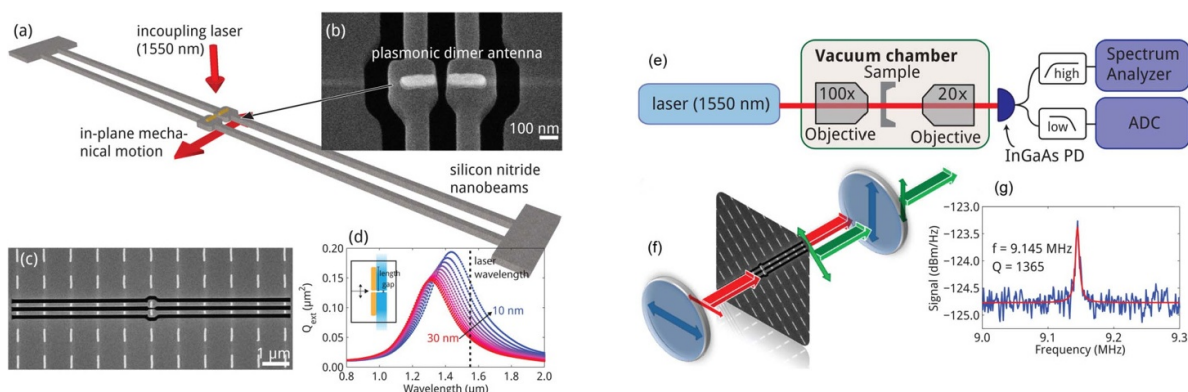 (a)
incoupling laser
(1550 nm)
in-plane mecha-
nical motion
silicon nitride
nanobeams
(b)
plasmonic dimer antenna
100 nm
(c)
1 μm
(d)
length
gap
laser
wavelength
10 nm
30 nm
Q_ext (μm²)
0.20
0.15
0.10
0.05
0.00
0.8 1.0 1.2 1.4 1.6 1.8 2.0
Wavelength (μm)
(e)
laser (1550 nm)
Vacuum chamber
Sample
100x
Objective
20x
Objective
InGaAs PD
high
low
Spectrum
Analyzer
ADC
(f)
(g)
f = 9.145 MHz
Q = 1365
Signal (dBm/Hz)
−123.0
−123.5
−124.0
−124.5
−125.0
9.0 9.1 9.2 9.3
Frequency (MHz)